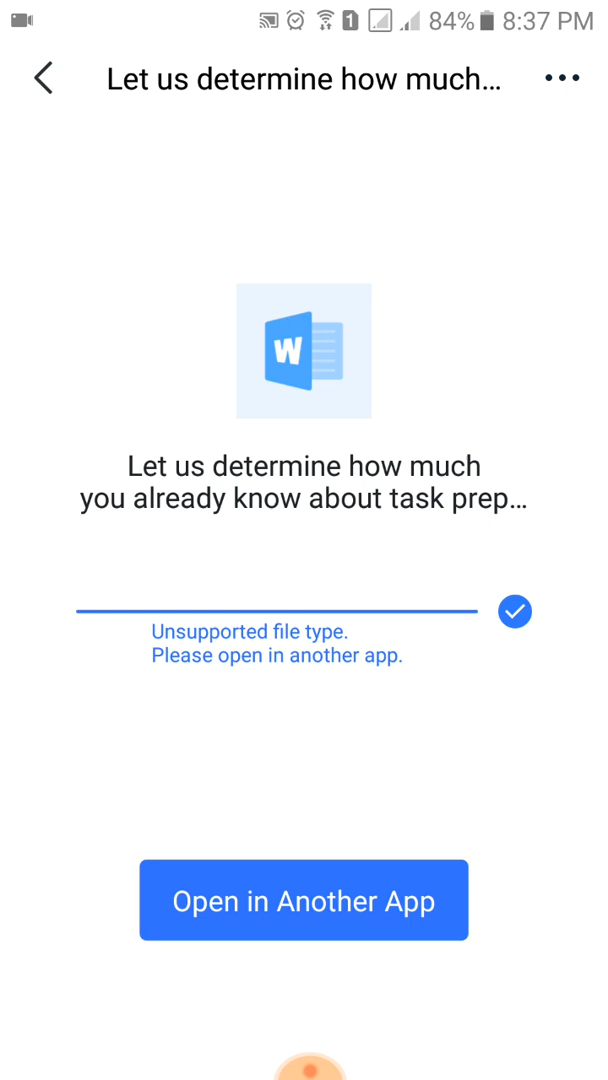 1 84% 8:37 PM
Let us determine how much...
W
Let us determine how much
you already know about task prep...
Unsupported file type.
Please open in another app.
Open in Another App